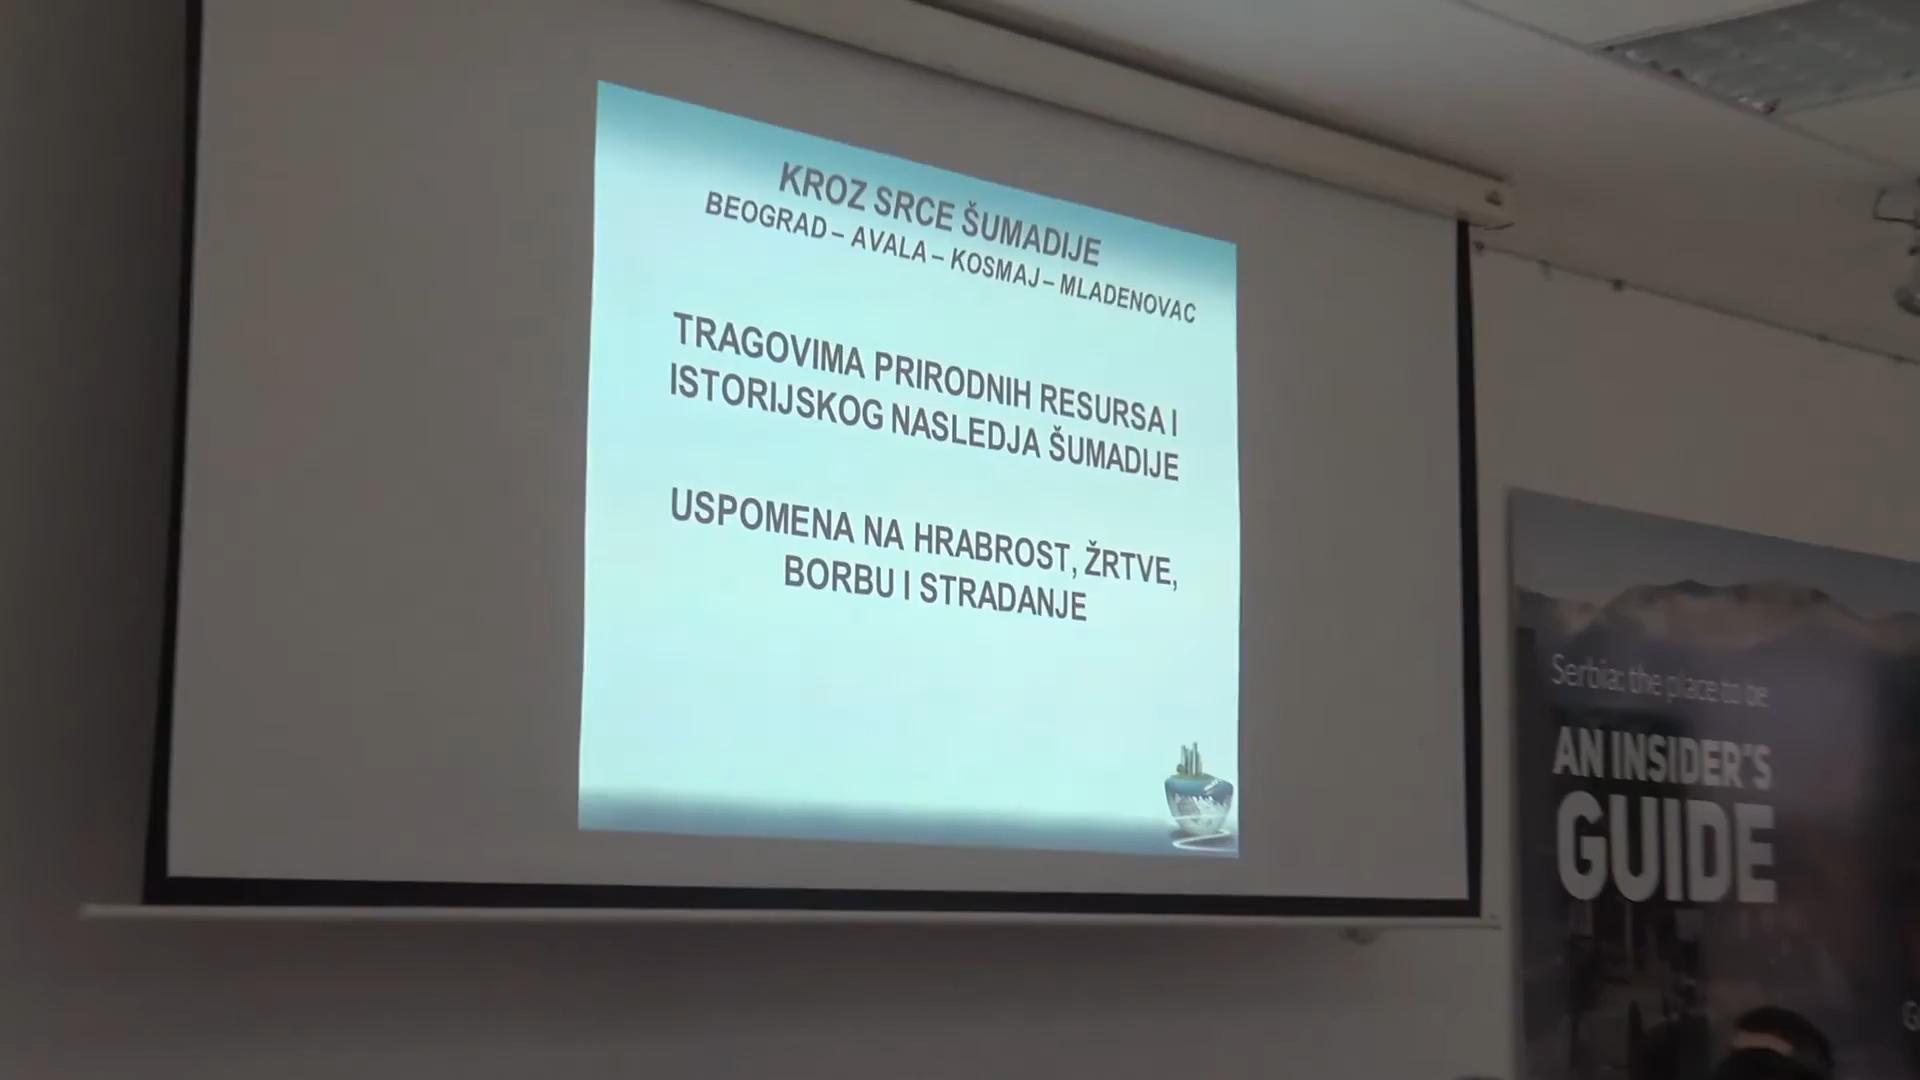 KROZ SRCE ŠUMADIJE
BEOGRAD – AVALA – KOSMAJ – MLADENOVAC
TRAGOVIMA PRIRODNIH RESURSA I
ISTORIJSKOG NASLEDJA ŠUMADIJE
USPOMENA NA HRABROST, ŽRTVE,
BORBU I STRADANJE
Serbia: the place to be
AN INSIDER'S
GUIDE